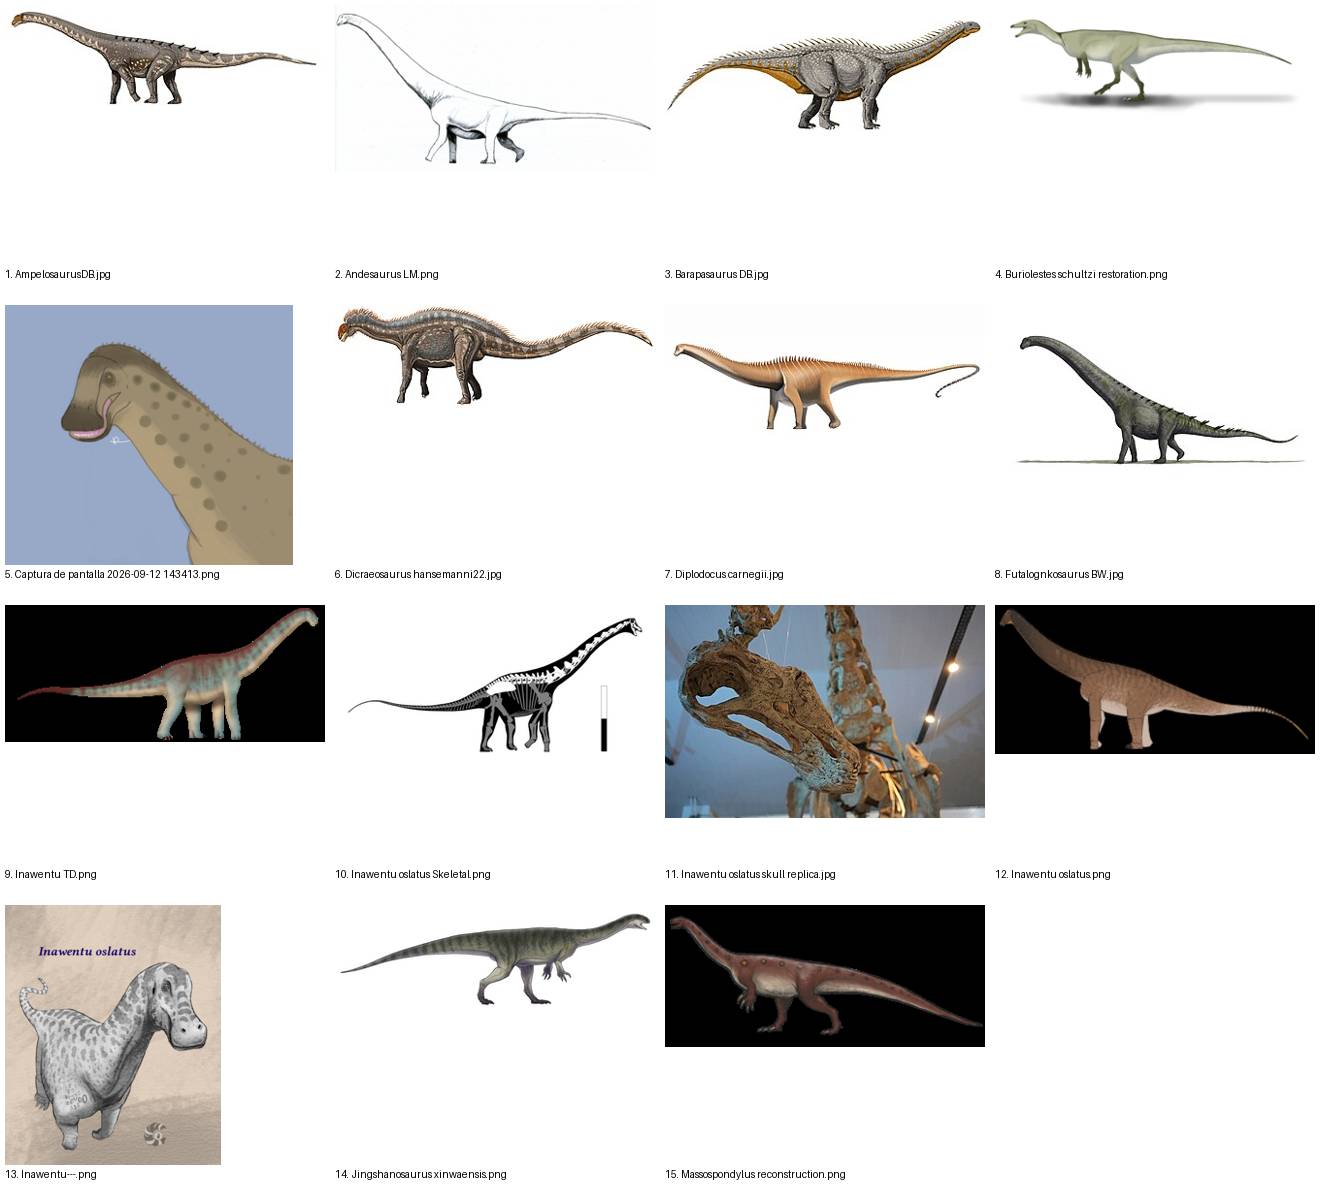 1. AmpelosaurusDB.jpg
2. Andesaurus LM.png
3. Barapasaurus DB.jpg
4. Buriolestes schultzi restoration.png
5. Captura de pantalla 2026-09-12 143413.png
6. Dicraeosaurus hansemanni22.jpg
7. Diplodocus carnegii.jpg
8. Futalognkosaurus BW.jpg
9. Inawentu TD.png
10. Inawentu oslatus Skeletal.png
11. Inawentu oslatus skull replica.jpg
12. Inawentu oslatus.png
Inawentu oslatus
13. Inawentu---.png
14. Jingshanosaurus xinwaensis.png
15. Massospondylus reconstruction.png